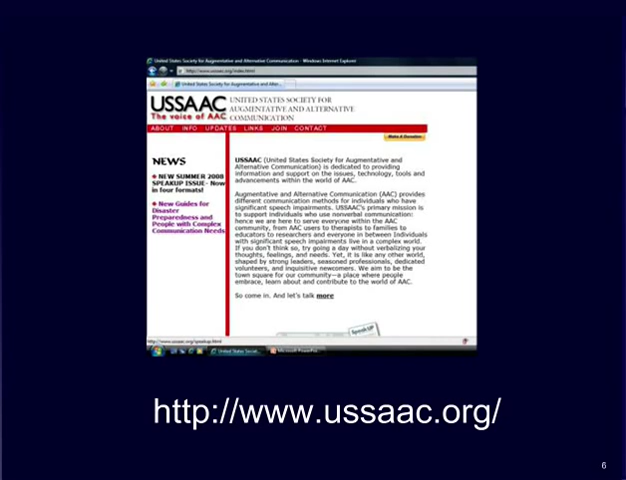 United States Society for Augmentative and Alternative Communication - Windows Internet Explorer
http://www.ussaac.org/index.html
United States Society for Augmentative and Alter...
USSAAC UNITED STATES SOCIETY FOR
AUGMENTATIVE AND ALTERNATIVE
The voice of AAC COMMUNICATION
ABOUT INFO UPDATES LINKS JOIN CONTACT
Make A Donation
NEWS
NEW SUMMER 2008
SPEAKUP ISSUE- Now
in four formats!
New Guides for
Disaster
Preparedness and
People with Complex
Communication Needs
USSAAC (United States Society for Augmentative and
Alternative Communication) is dedicated to providing
information and support on the issues, technology, tools and
advancements within the world of AAC.
Augmentative and Alternative Communication (AAC) provides
different communication methods for individuals who have
significant speech impairments. USSAAC's primary mission is
to support individuals who use nonverbal communication:
hence we are here to serve everyone within the AAC
community, from AAC users to therapists to families to
educators to researchers and everyone in between Individuals
with significant speech impairments live in a complex world.
If you don't think so, try going a day without verbalizing your
thoughts, feelings, and needs. Yet, it is like any other world,
shaped by strong leaders, seasoned professionals, dedicated
volunteers, and inquisitive newcomers. We aim to be the
town square for our community—a place where people
embrace, learn about and contribute to the world of AAC.
So come in. And let's talk more
SpeakUP
http://www.ussaac.org/speakup.html
United States Societ...
Microsoft PowerPoi...
http://www.ussaac.org/
6